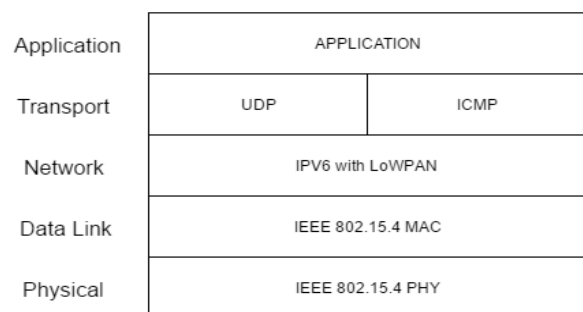 Application APPLICATION
Transport UDP ICMP
Network IPV6 with LoWPAN
Data Link IEEE 802.15.4 MAC
Physical IEEE 802.15.4 PHY